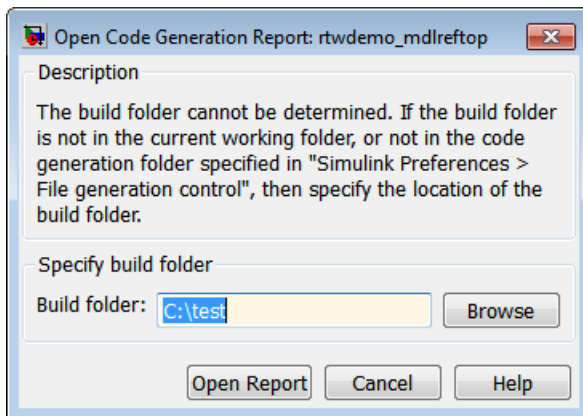 Open Code Generation Report: rtwdemo_mdlreftop
Description
The build folder cannot be determined. If the build folder
is not in the current working folder, or not in the code
generation folder specified in "Simulink Preferences >
File generation control", then specify the location of the
build folder.
Specify build folder
Build folder: C:\test Browse
Open Report Cancel Help